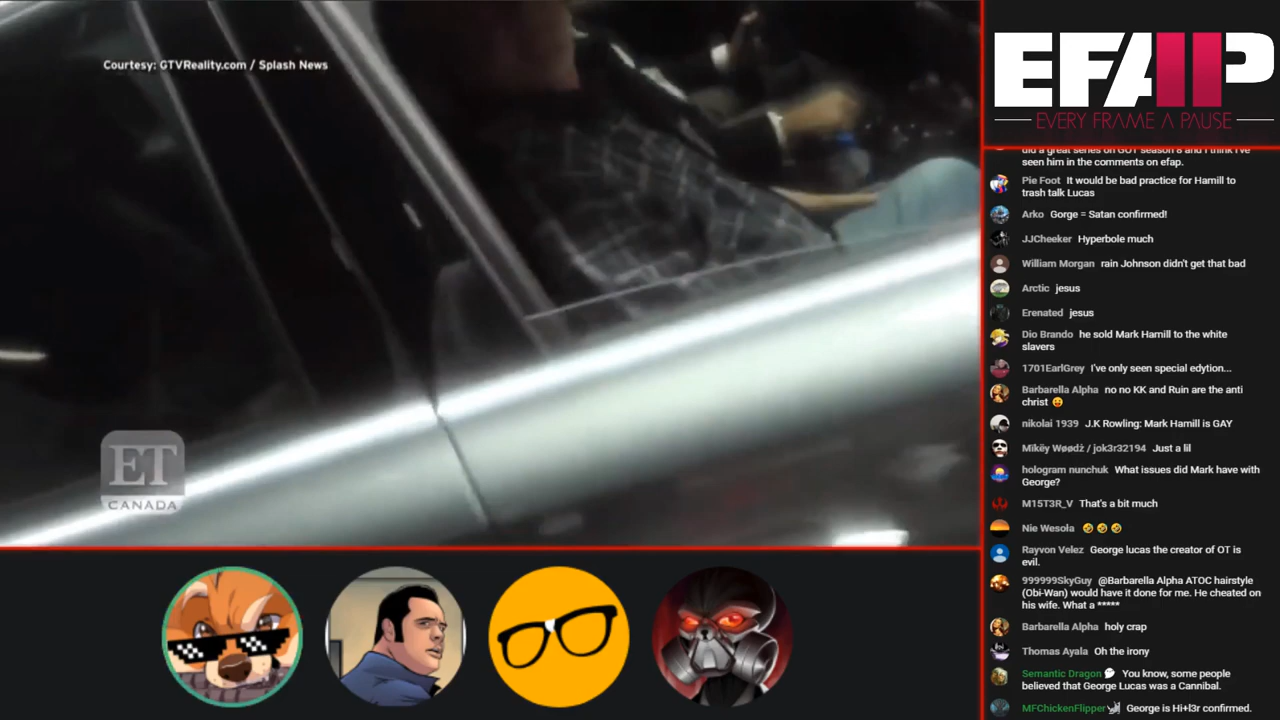 Courtesy: GTVReality.com / Splash News
ET
CANADA
EFAP
EVERY FRAME A PAUSE
did a great series on GOT season 8 and I think I've
seen him in the comments on efap.
Pie Foot It would be bad practice for Hamill to
trash talk Lucas
Arko Gorge = Satan confirmed!
JJCheeker Hyperbole much
William Morgan rain Johnson didn't get that bad
Arctic jesus
Erenated jesus
Dio Brando he sold Mark Hamill to the white
slavers
1701EarlGrey I've only seen special edytion...
Barbarella Alpha no no KK and Ruin are the anti
christ 😛
nikolai 1939 J.K Rowling: Mark Hamill is GAY
Mïkëy Wøødż / jok3r32194 Just a lil
hologram nunchuk What issues did Mark have with
George?
M15T3R_V That's a bit much
Nie Wesoła 🤣 🤣 🤣
Rayvon Velez George lucas the creator of OT is
evil.
999999SkyGuy @Barbarella Alpha ATOC hairstyle
(Obi-Wan) would have it done for me. He cheated on
his wife. What a *****
Barbarella Alpha holy crap
Thomas Ayala Oh the irony
Semantic Dragon You know, some people
believed that George Lucas was a Cannibal.
MFChickenFlipper George is Hi+l3r confirmed.